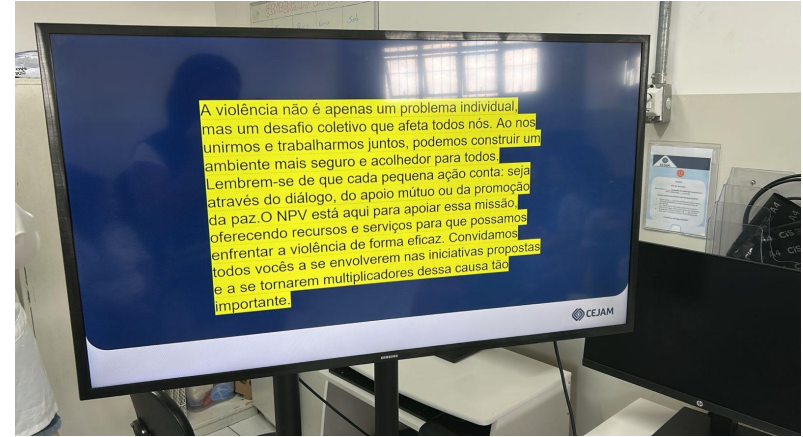 A violência não é apenas um problema individual,
mas um desafio coletivo que afeta todos nós. Ao nos
unirmos e trabalharmos juntos, podemos construir um
ambiente mais seguro e acolhedor para todos.
Lembrem-se de que cada pequena ação conta: seja
através do diálogo, do apoio mútuo ou da promoção
da paz.O NPV está aqui para apoiar essa missão,
oferecendo recursos e serviços para que possamos
enfrentar a violência de forma eficaz. Convidamos
todos vocês a se envolverem nas iniciativas propostas
e a se tornarem multiplicadores dessa causa tão
importante.
CEJAM
SAMSUNG
hp
A4
A4